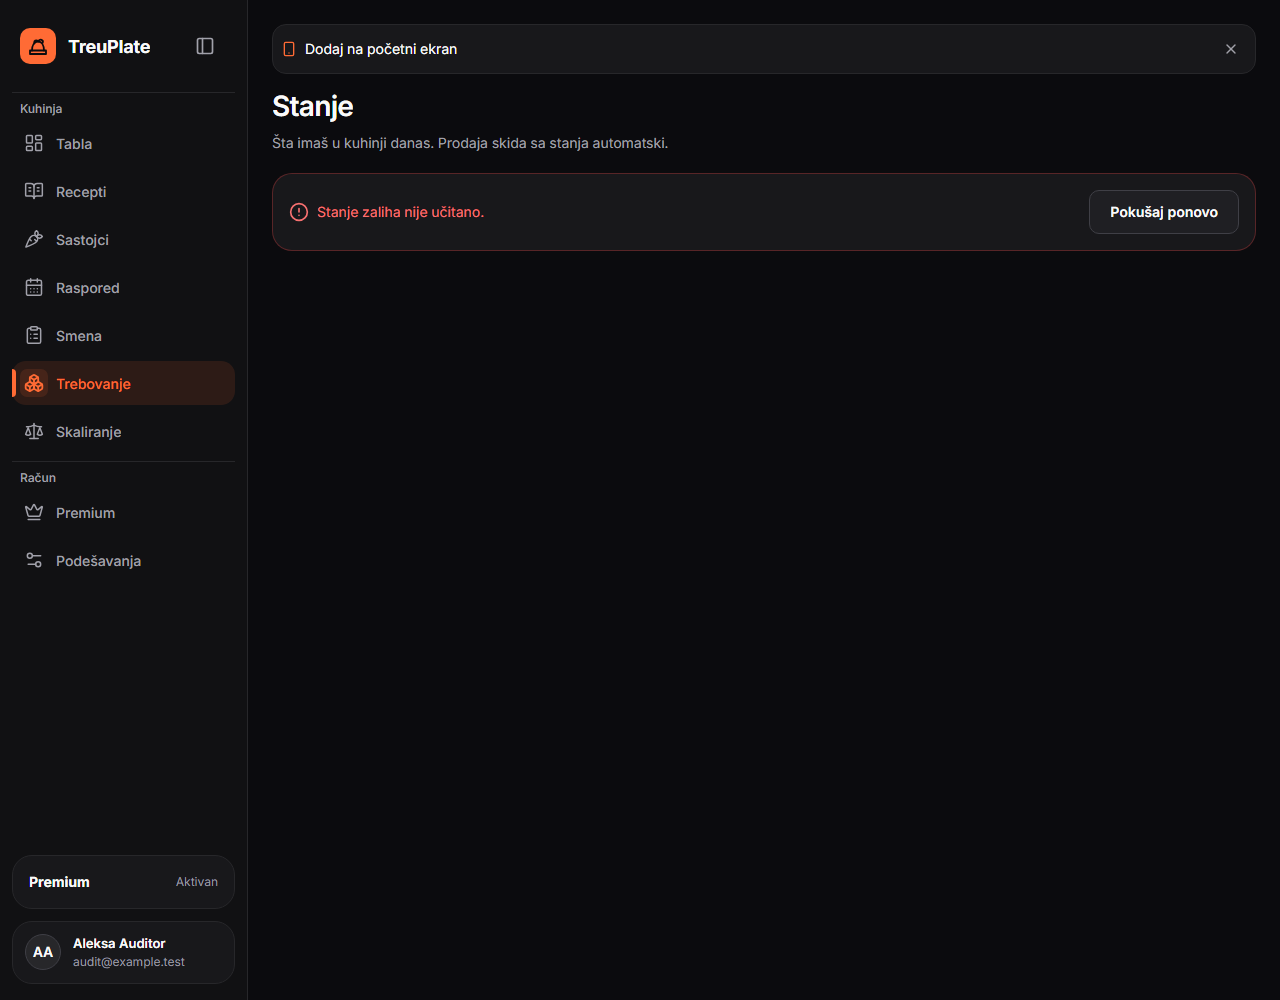 TreuPlate
Kuhinja
Tabla
Recepti
Sastojci
Raspored
Smena
Trebovanje
Skaliranje
Račun
Premium
Podešavanja
Premium
Aktivan
AA
Aleksa Auditor
audit@example.test
Dodaj na početni ekran
Stanje
Šta imaš u kuhinji danas. Prodaja skida sa stanja automatski.
Stanje zaliha nije učitano.
Pokušaj ponovo